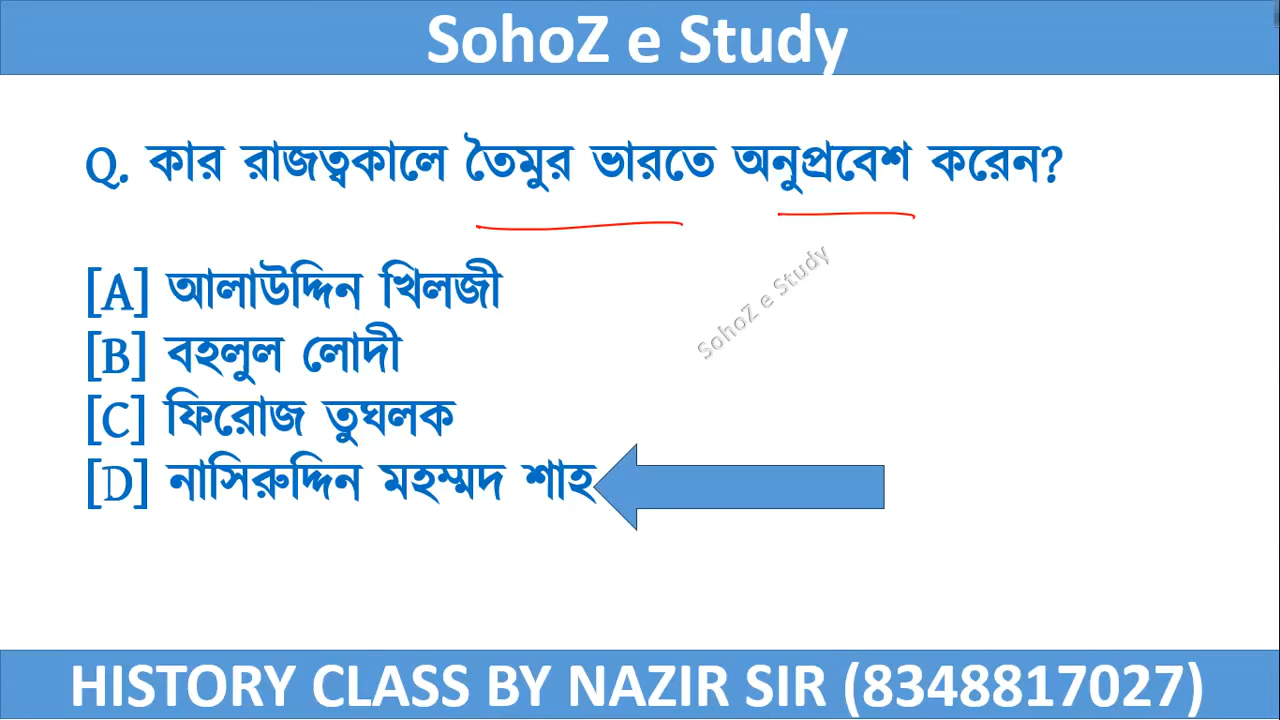 SohoZ e Study
Q. কার রাজত্বকালে তৈমুর ভারতে অনুপ্রবেশ করেন?
SohoZ e Study
[A] আলাউদ্দিন খিলজী
[B] বহলুল লোদী
[C] ফিরোজ তুঘলক
[D] নাসিরুদ্দিন মহম্মদ শাহ
HISTORY CLASS BY NAZIR SIR (8348817027)